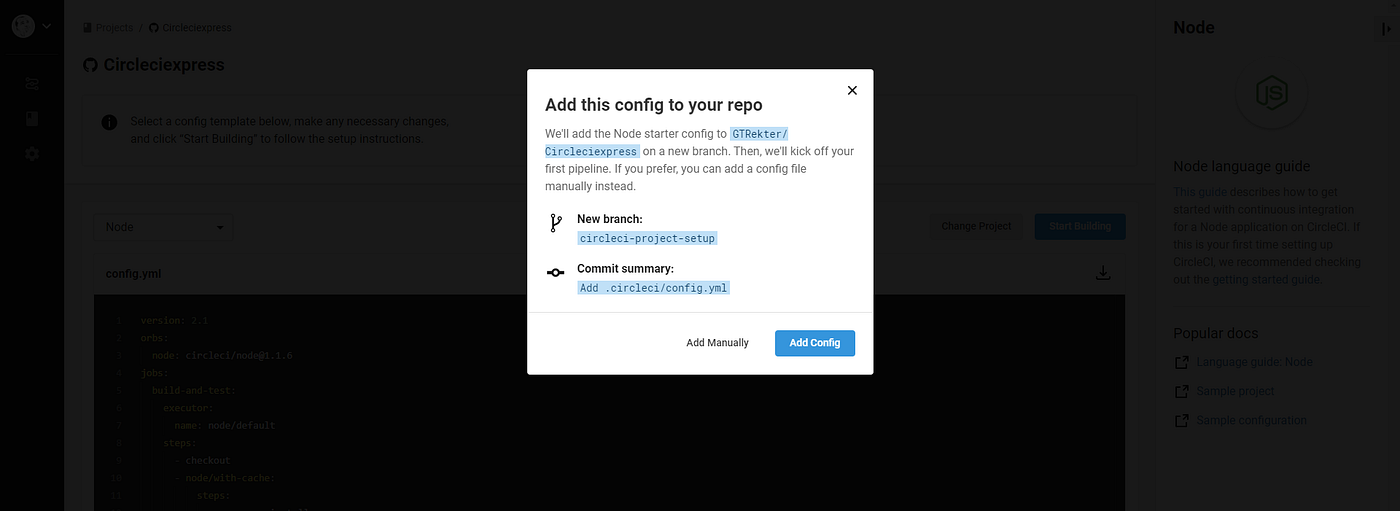 Projects / Circleciexpress
Circleciexpress
Select a config template below, make any necessary changes,
and click "Start Building" to follow the setup instructions.
Node
Change Project
Start Building
config.yml
1 version: 2.1
2 orbs:
3 node: circleci/node@1.1.6
4 jobs:
5 build-and-test:
6 executor:
7 name: node/default
8 steps:
9 - checkout
10 - node/with-cache:
11 steps:
Add this config to your repo
We'll add the Node starter config to GTRekter/
Circleciexpress on a new branch. Then, we'll kick off your
first pipeline. If you prefer, you can add a config file
manually instead.
New branch:
circleci-project-setup
Commit summary:
Add .circleci/config.yml
Add Manually
Add Config
Node
JS
Node language guide
This guide describes how to get
started with continuous integration
for a Node application on CircleCI. If
this is your first time setting up
CircleCI, we recommended checking
out the getting started guide.
Popular docs
Language guide: Node
Sample project
Sample configuration